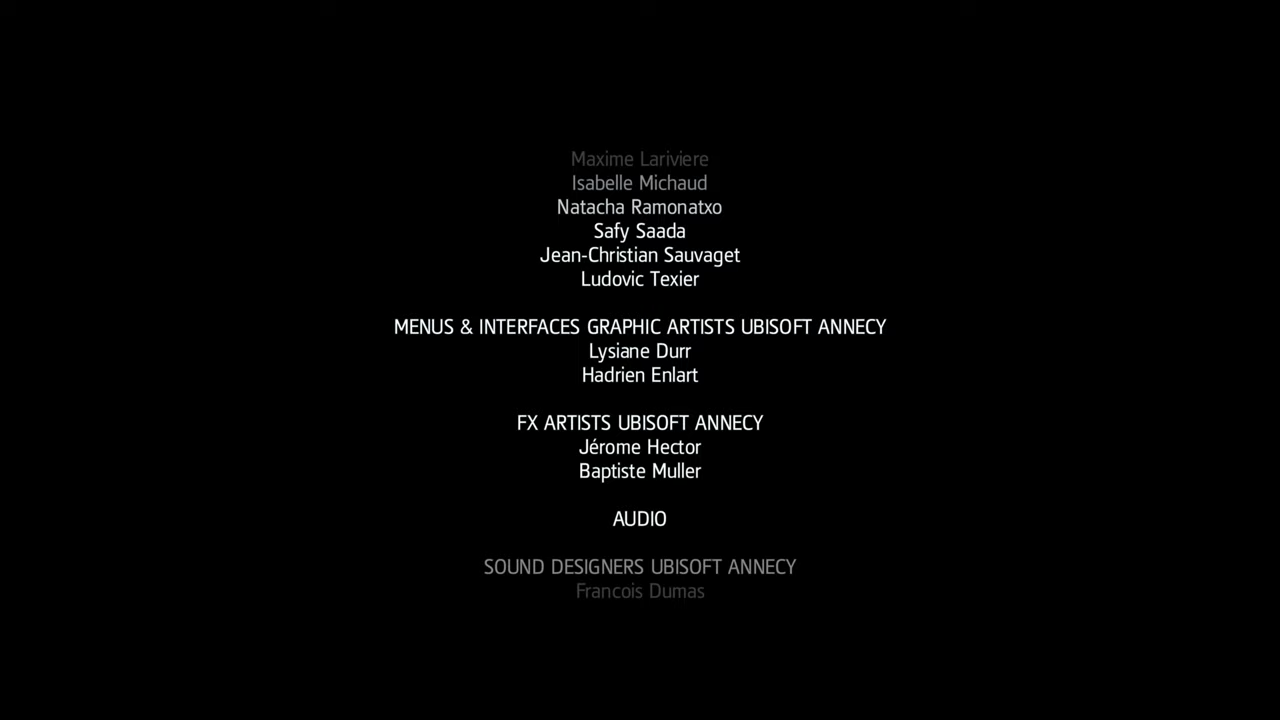 Maxime Lariviere
Isabelle Michaud
Natacha Ramonatxo
Safy Saada
Jean-Christian Sauvaget
Ludovic Texier
MENUS & INTERFACES GRAPHIC ARTISTS UBISOFT ANNECY
Lysiane Durr
Hadrien Enlart
FX ARTISTS UBISOFT ANNECY
Jérome Hector
Baptiste Muller
AUDIO
SOUND DESIGNERS UBISOFT ANNECY
Francois Dumas